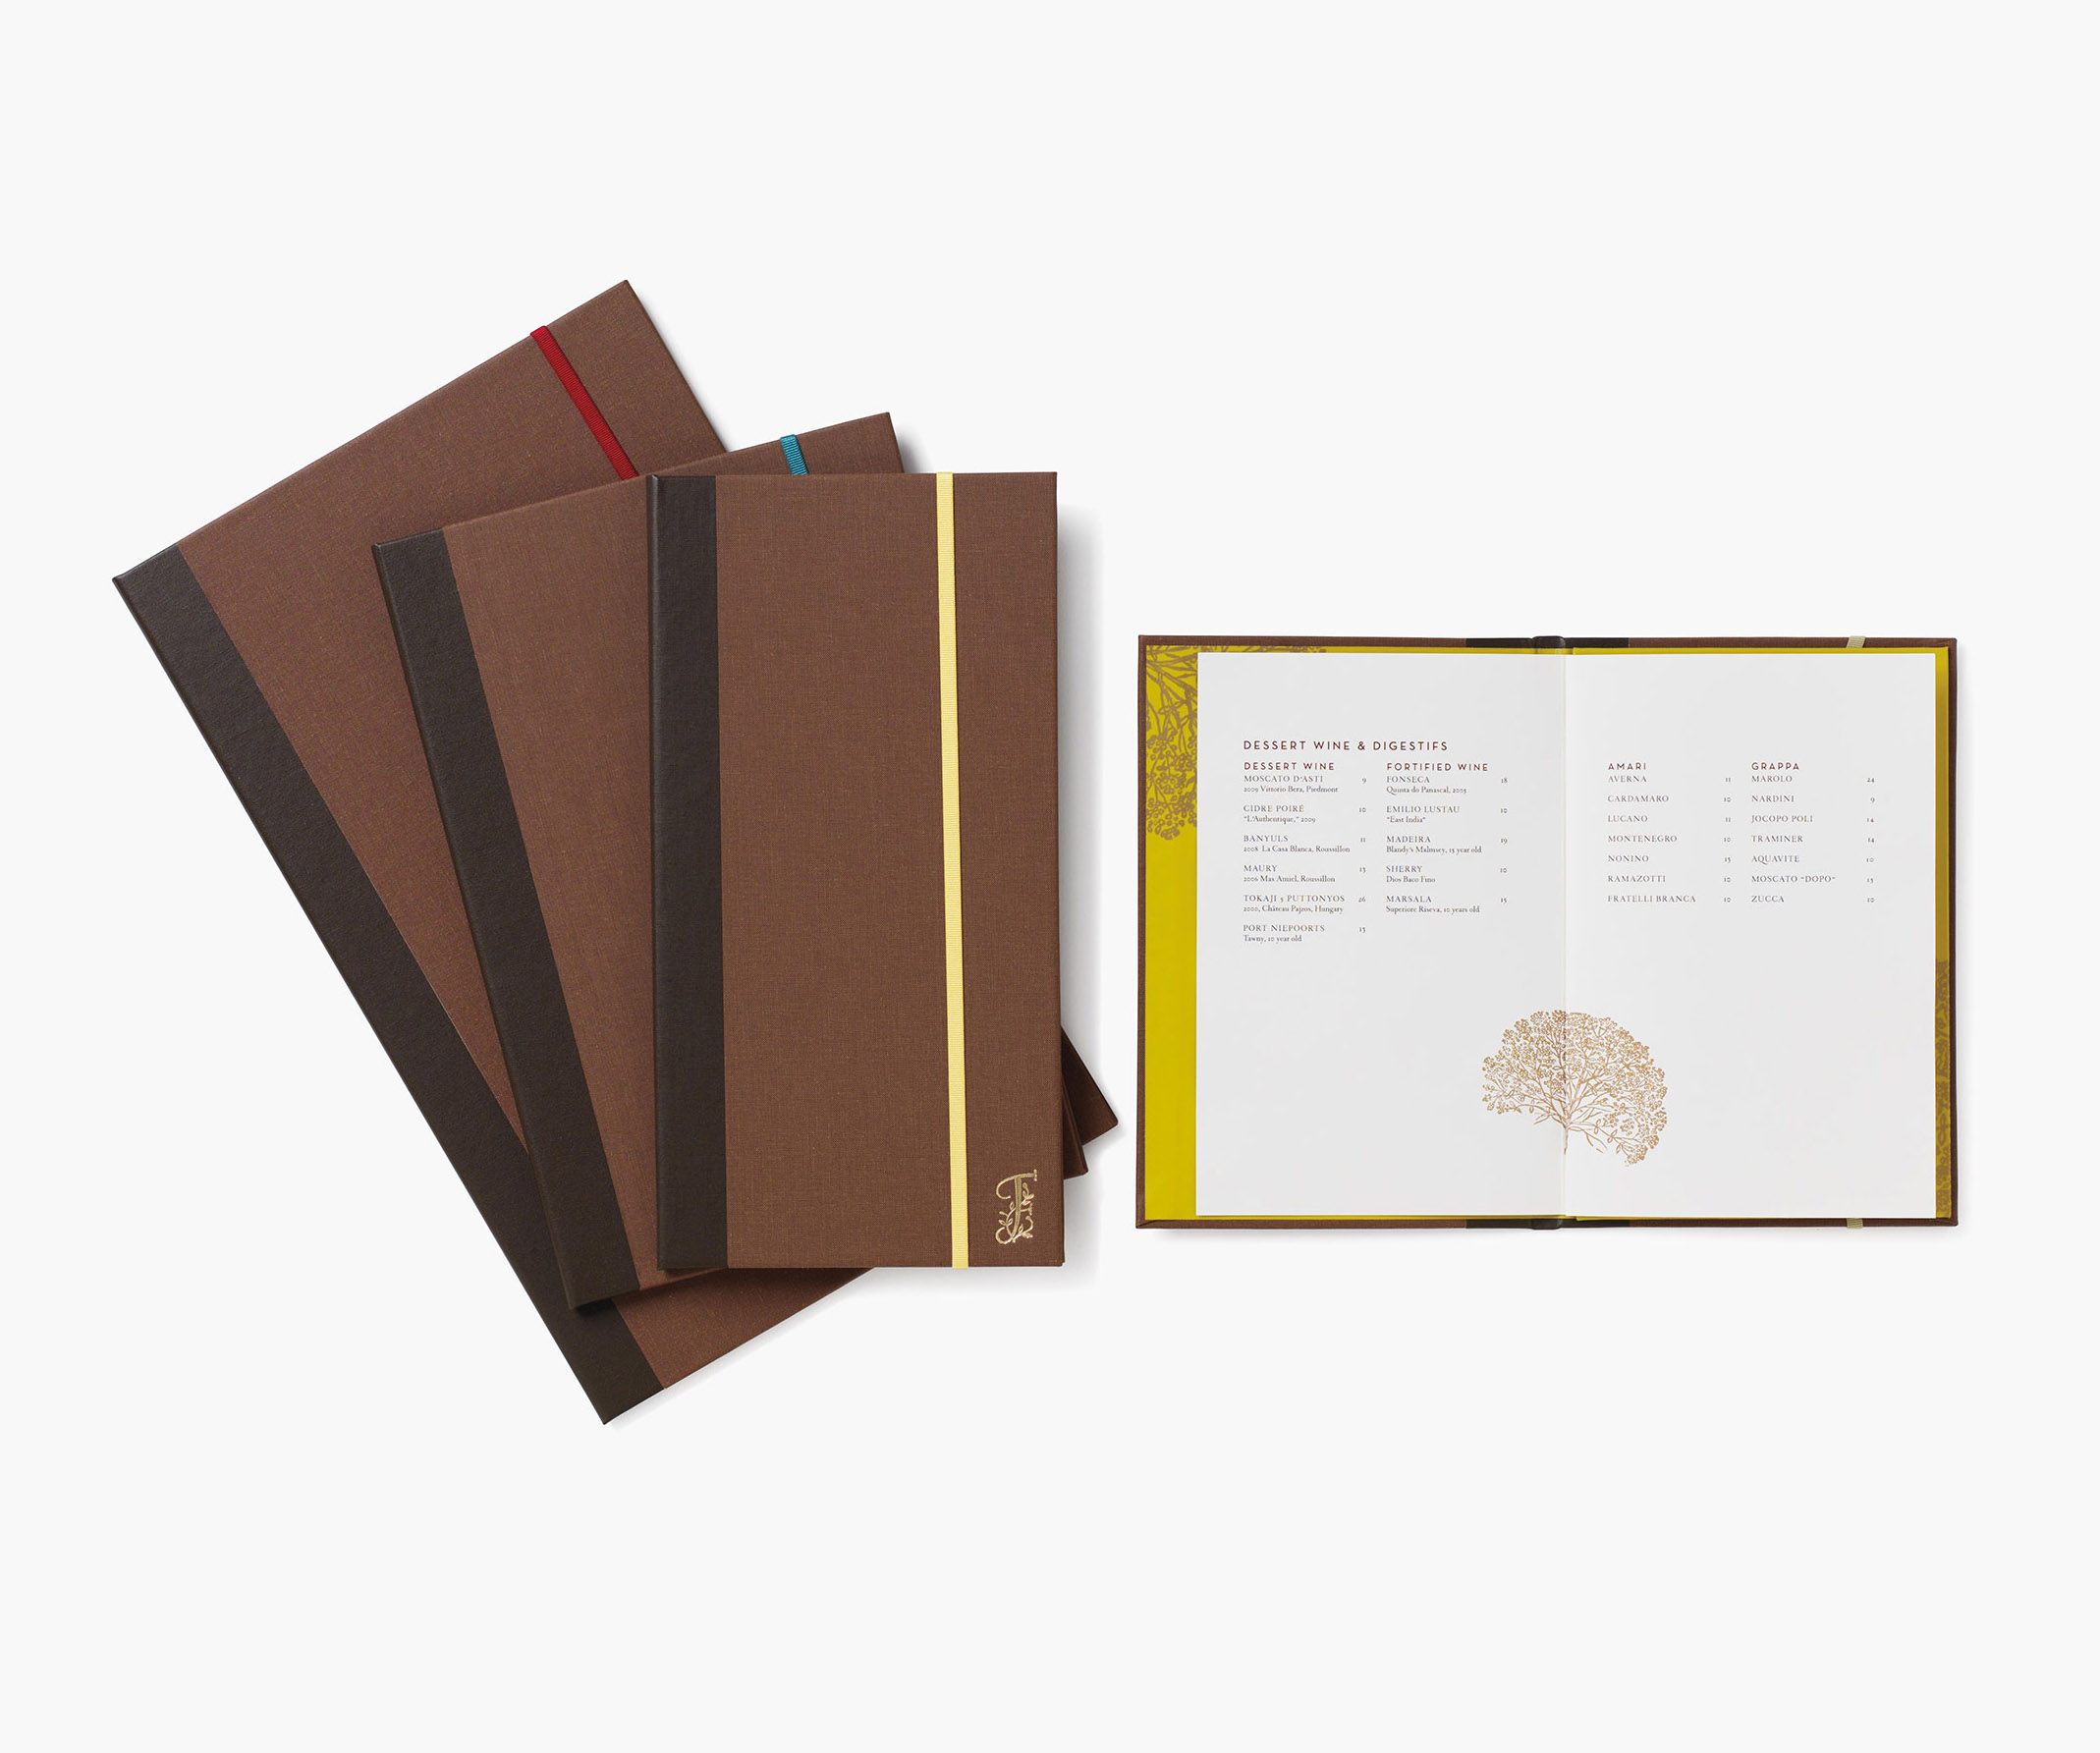 DESSERT WINE & DIGESTIFS
DESSERT WINE
MOSCATO D'ASTI 9
2009 Vittorio Bera, Piedmont
CIDRE POIRÉ 10
"L'Authentique," 2009
BANYULS 11
2008 La Casa Blanca, Roussillon
MAURY 13
2006 Mas Amiel, Roussillon
TOKAJI 5 PUTTONYOS 26
2000, Château Pajzos, Hungary
PORT NIEPOORTS 13
Tawny, 10 year old
FORTIFIED WINE
FONSECA 18
Quinta do Panascal, 2005
EMILIO LUSTAU 10
"East India"
MADEIRA 19
Blandy's Malmsey, 15 year old
SHERRY 10
Dios Baco Fino
MARSALA 15
Superiore Riseva, 10 years old
AMARI
AVERNA 11
CARDAMARO 10
LUCANO 11
MONTENEGRO 10
NONINO 13
RAMAZOTTI 10
FRATELLI BRANCA 10
GRAPPA
MAROLO 24
NARDINI 9
JOCOPO POLI 14
TRAMINER 14
AQUAVITE 10
MOSCATO "DOPO" 15
ZUCCA 10